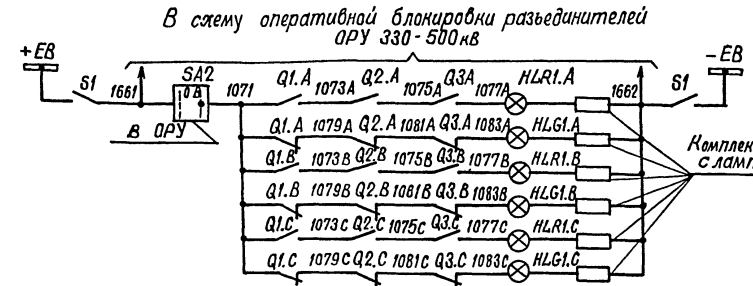 В схему оперативной блокировки разъединителей
ОРУ 330-500кВ
+ЕВ
-ЕВ
S1 1661 SA2 1071 Q1.A 1073A Q2.A 1075A Q3A 1077A HLR1.A 1662 S1
0 В
В ОРУ
Q1.A 1079A Q2.A 1081A Q3.A 1083A HLG1.A
Q1.B 1073B Q2.B 1075B Q3.B 1077B HLR1.B
Комплек
с ламп
Q1.B 1079B Q2.B 1081B Q3.B 1083B HLG1.B
Q1.C 1073C Q2.C 1075C Q3.C 1077C HLR1.C
Q1.C 1079C Q2.C 1081C Q3.C 1083C HLG1.C